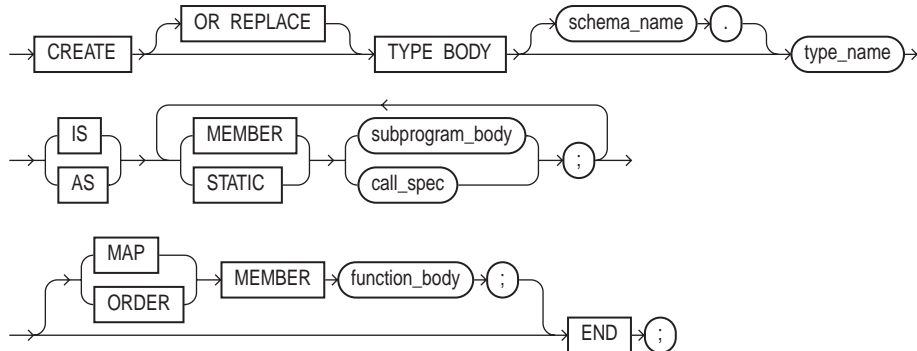 OR REPLACE schema_name .
CREATE TYPE BODY type_name
IS MEMBER subprogram_body
;
AS STATIC call_spec
MAP
MEMBER function_body ;
ORDER
END ;